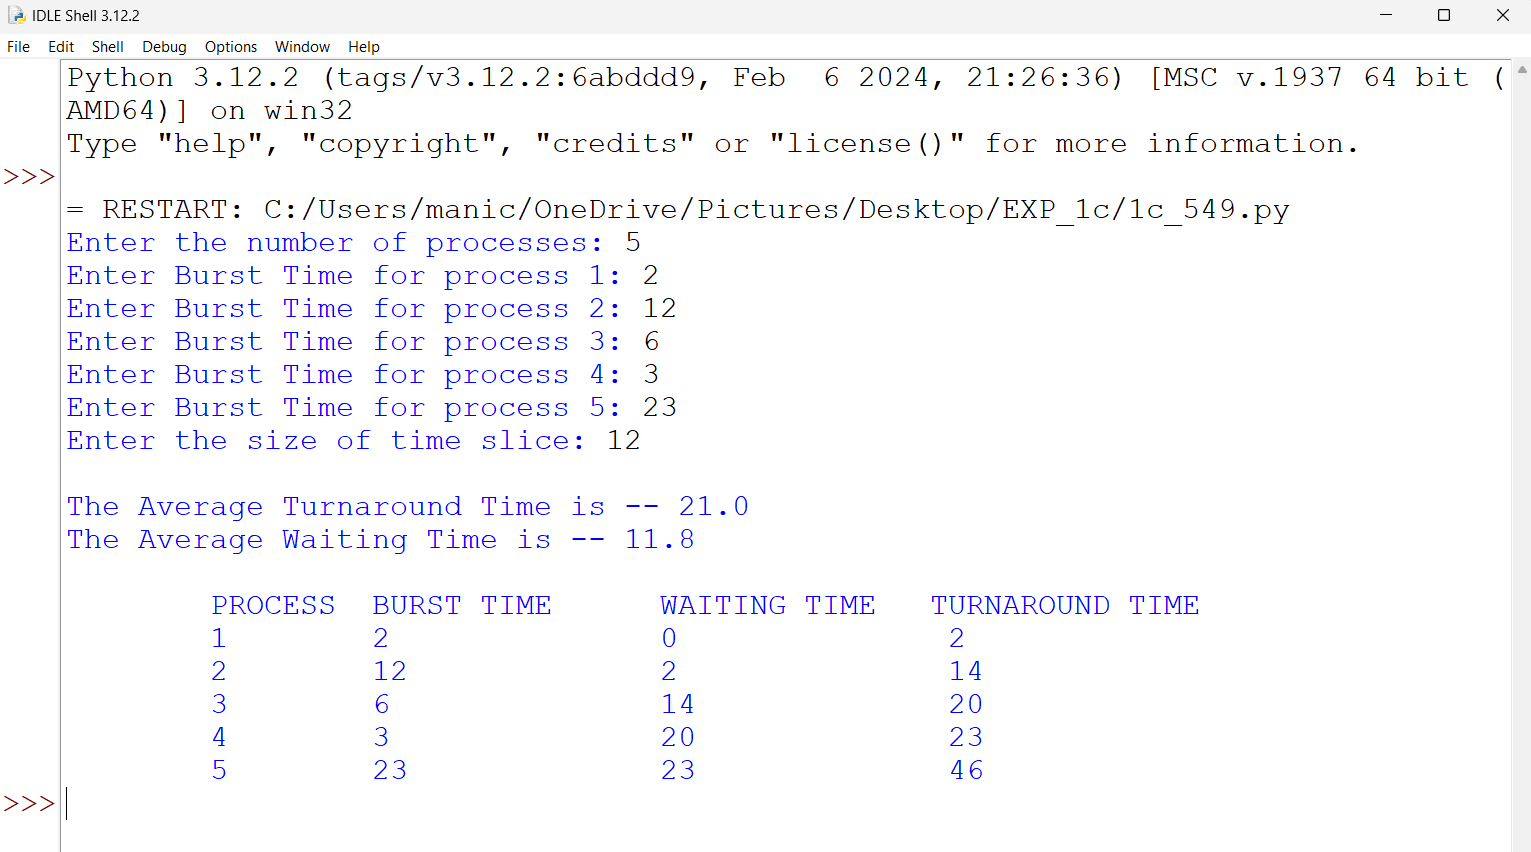 IDLE Shell 3.12.2
File Edit Shell Debug Options Window Help
Python 3.12.2 (tags/v3.12.2:6abddd9, Feb  6 2024, 21:26:36) [MSC v.1937 64 bit (
AMD64)] on win32
Type "help", "copyright", "credits" or "license()" for more information.
>>>
= RESTART: C:/Users/manic/OneDrive/Pictures/Desktop/EXP_1c/1c_549.py
Enter the number of processes: 5
Enter Burst Time for process 1: 2
Enter Burst Time for process 2: 12
Enter Burst Time for process 3: 6
Enter Burst Time for process 4: 3
Enter Burst Time for process 5: 23
Enter the size of time slice: 12
The Average Turnaround Time is -- 21.0
The Average Waiting Time is -- 11.8
PROCESS BURST TIME WAITING TIME TURNAROUND TIME
1 2 0 2
2 12 2 14
3 6 14 20
4 3 20 23
5 23 23 46
>>>